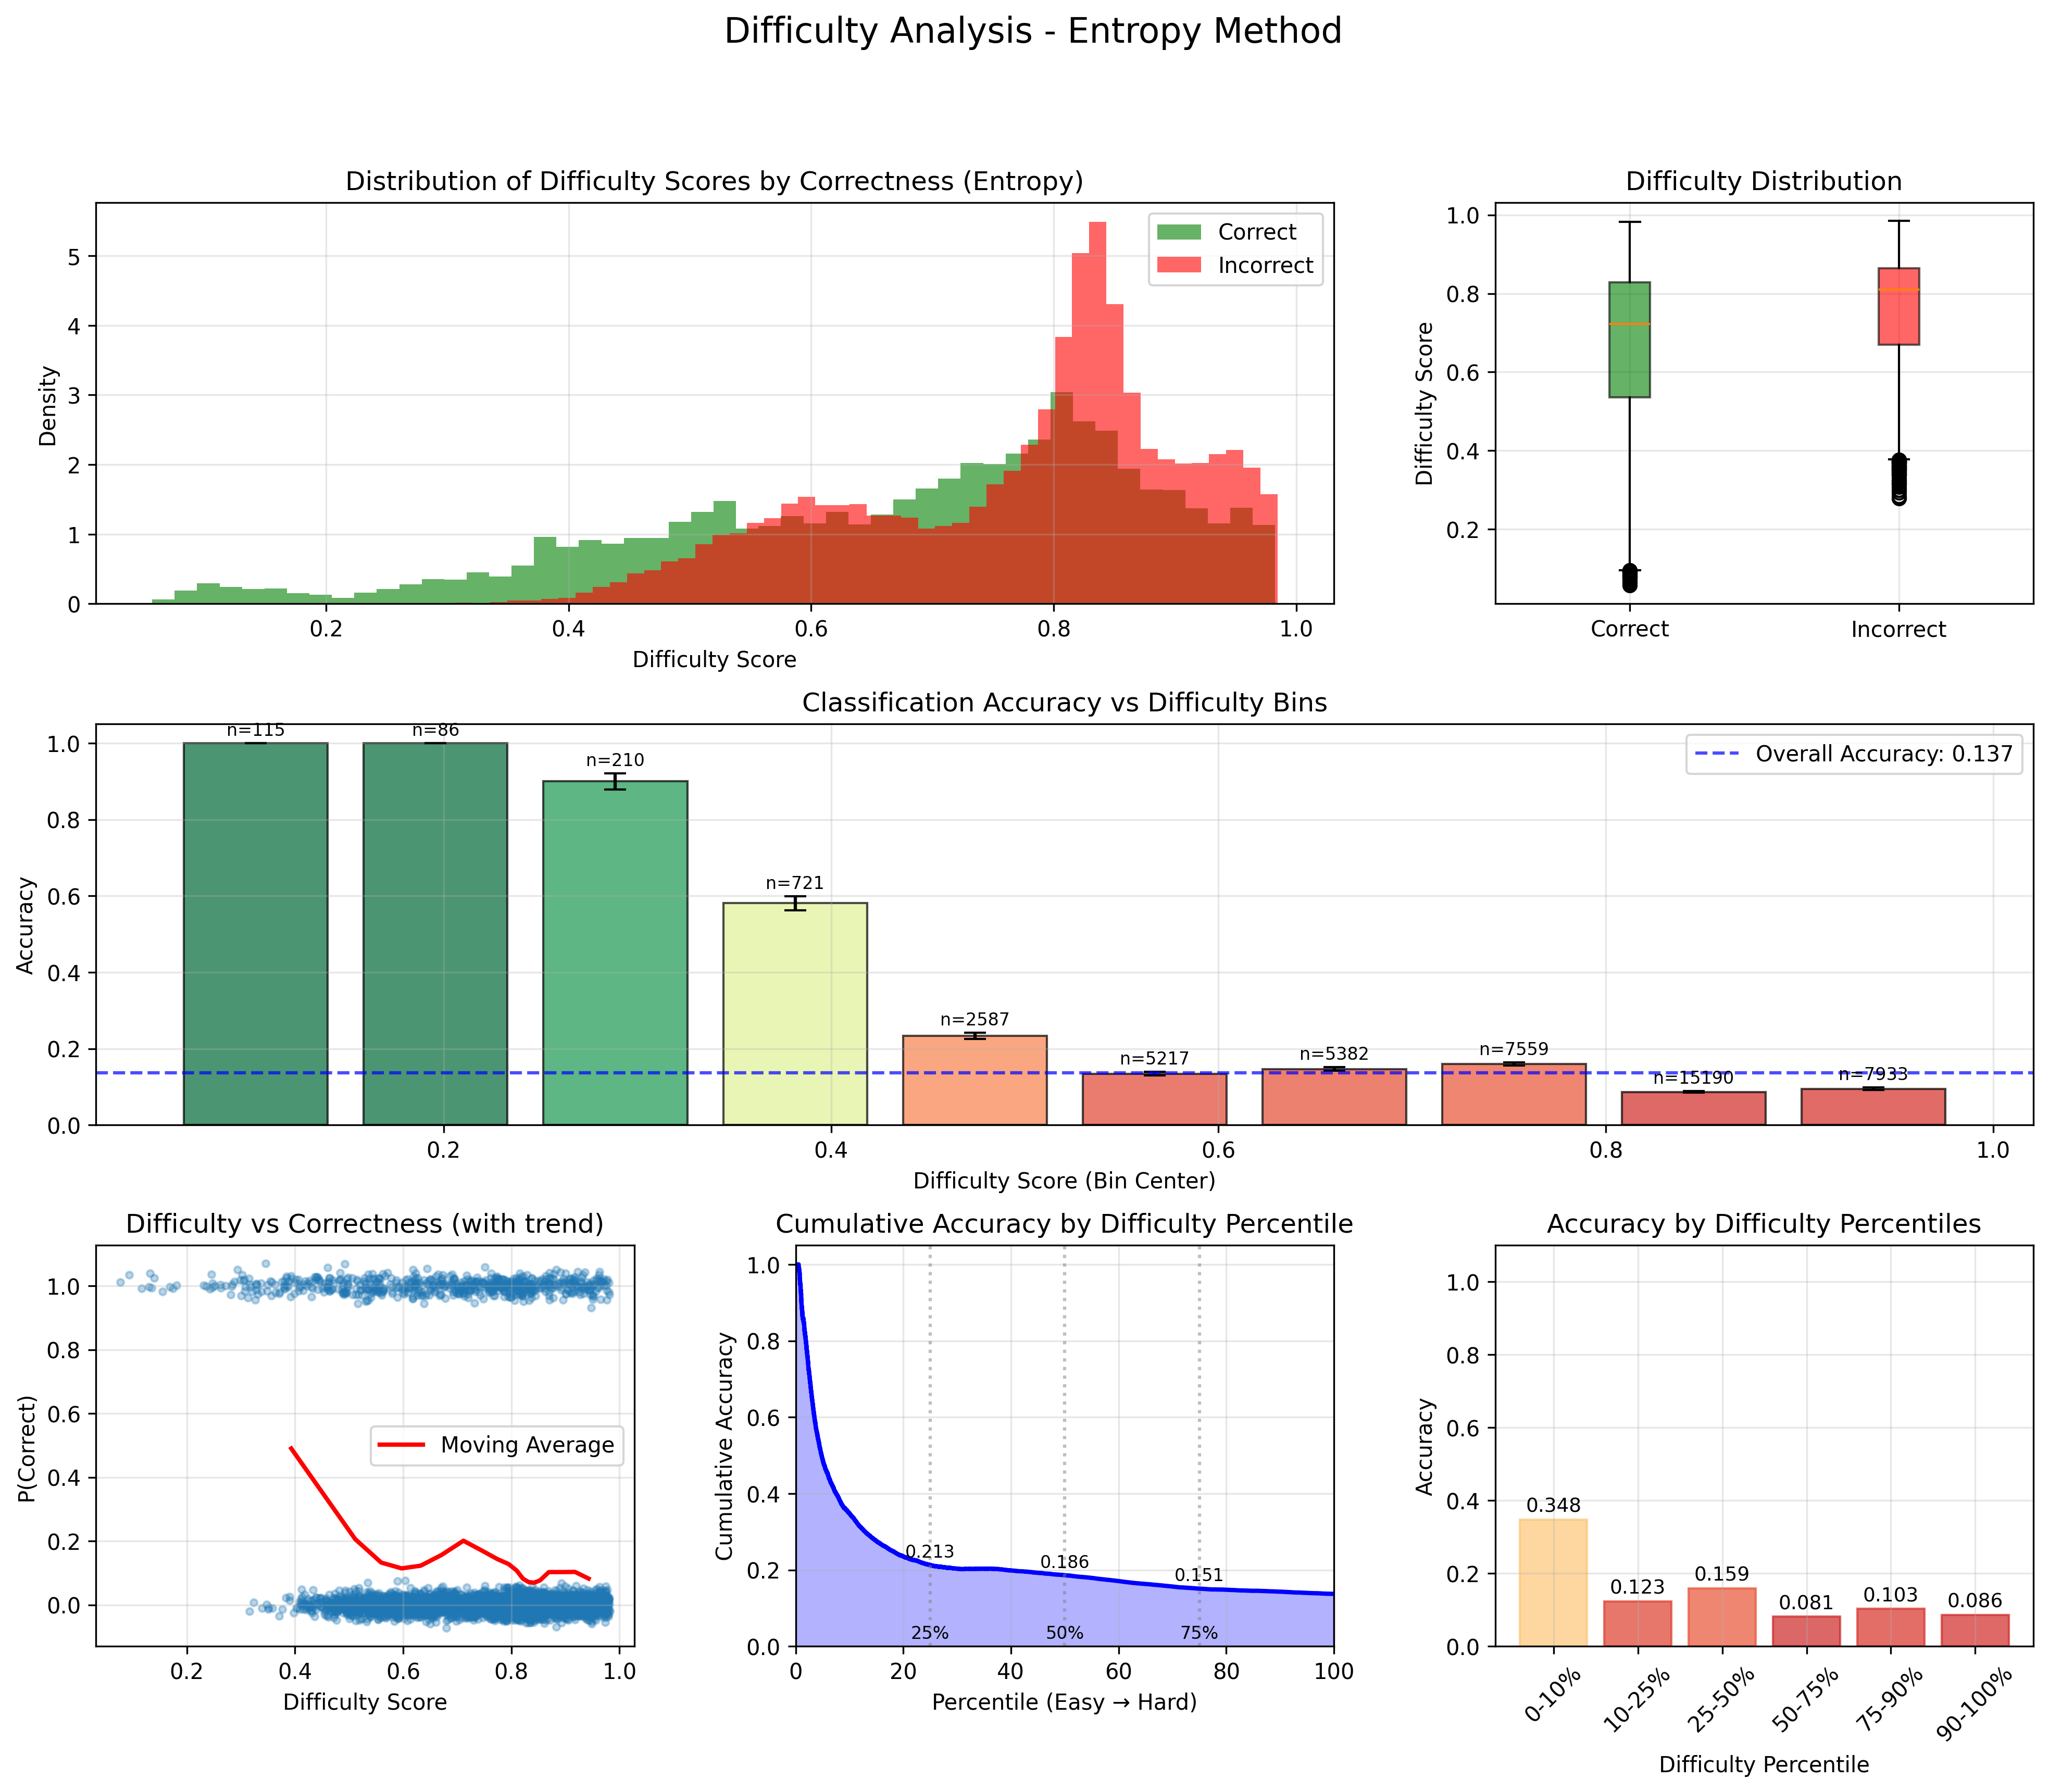 Difficulty Analysis - Entropy Method
Distribution of Difficulty Scores by Correctness (Entropy)
Correct
Incorrect
Density
5
4
3
2
1
0
0.2 0.4 0.6 0.8 1.0
Difficulty Score
Difficulty Distribution
Difficulty Score
1.0
0.8
0.6
0.4
0.2
Correct Incorrect
Classification Accuracy vs Difficulty Bins
Overall Accuracy: 0.137
Accuracy
1.0
0.8
0.6
0.4
0.2
0.0
n=115
n=86
n=210
n=721
n=2587
n=5217
n=5382
n=7559
n=15190
n=7933
0.2 0.4 0.6 0.8 1.0
Difficulty Score (Bin Center)
Difficulty vs Correctness (with trend)
P(Correct)
1.0
0.8
0.6
0.4
0.2
0.0
Moving Average
0.2 0.4 0.6 0.8 1.0
Difficulty Score
Cumulative Accuracy by Difficulty Percentile
Cumulative Accuracy
1.0
0.8
0.6
0.4
0.2
0.0
0.213
0.186
0.151
25% 50% 75%
0 20 40 60 80 100
Percentile (Easy → Hard)
Accuracy by Difficulty Percentiles
Accuracy
1.0
0.8
0.6
0.4
0.2
0.0
0.348
0.123
0.159
0.081
0.103
0.086
0-10% 10-25% 25-50% 50-75% 75-90% 90-100%
Difficulty Percentile